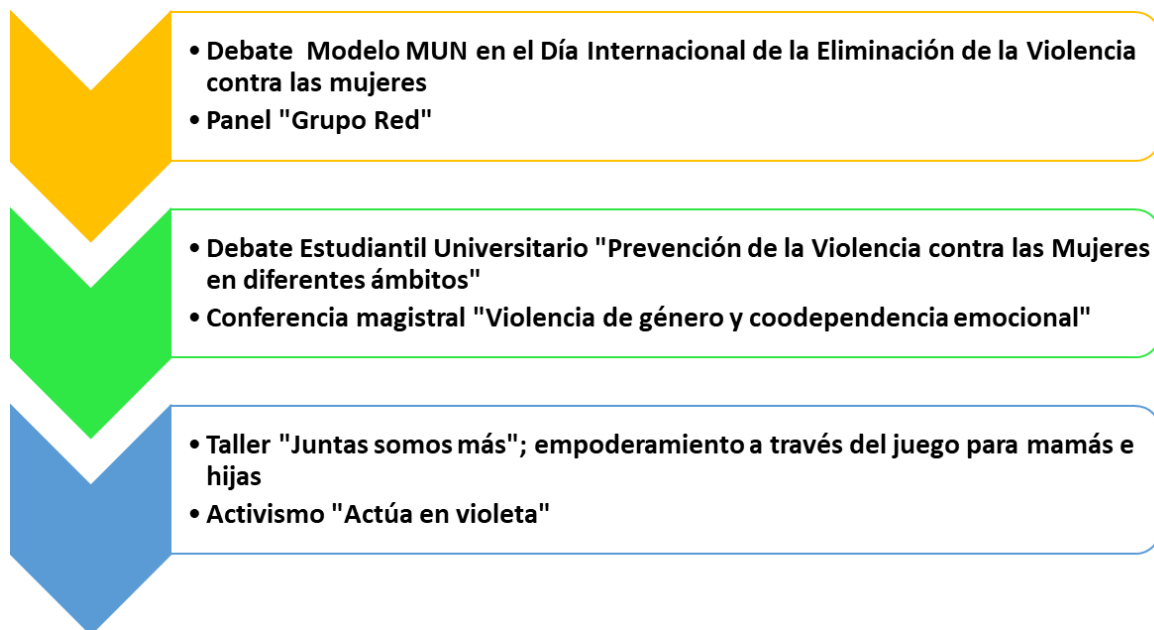 • Debate  Modelo MUN en el Día Internacional de la Eliminación de la Violencia
contra las mujeres
• Panel "Grupo Red"
• Debate Estudiantil Universitario "Prevención de la Violencia contra las Mujeres
en diferentes ámbitos"
• Conferencia magistral "Violencia de género y coodependencia emocional"
• Taller "Juntas somos más"; empoderamiento a través del juego para mamás e
hijas
• Activismo "Actúa en violeta"